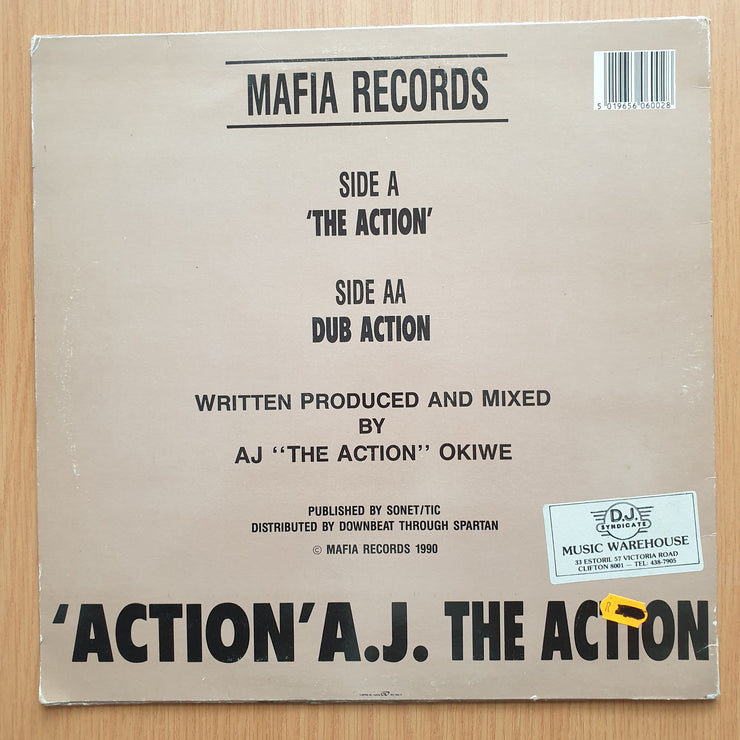 MAFIA RECORDS
5 019656 060028
SIDE A
'THE ACTION'
SIDE AA
DUB ACTION
WRITTEN PRODUCED AND MIXED
BY
AJ "THE ACTION" OKIWE
PUBLISHED BY SONET/TIC
DISTRIBUTED BY DOWNBEAT THROUGH SPARTAN
© MAFIA RECORDS 1990
D.J.
SYNDICATE
MUSIC WAREHOUSE
33 ESTORIL 57 VICTORIA ROAD
CLIFTON 8001 — TEL: 438-7905
R
'ACTION' A.J. THE ACTION